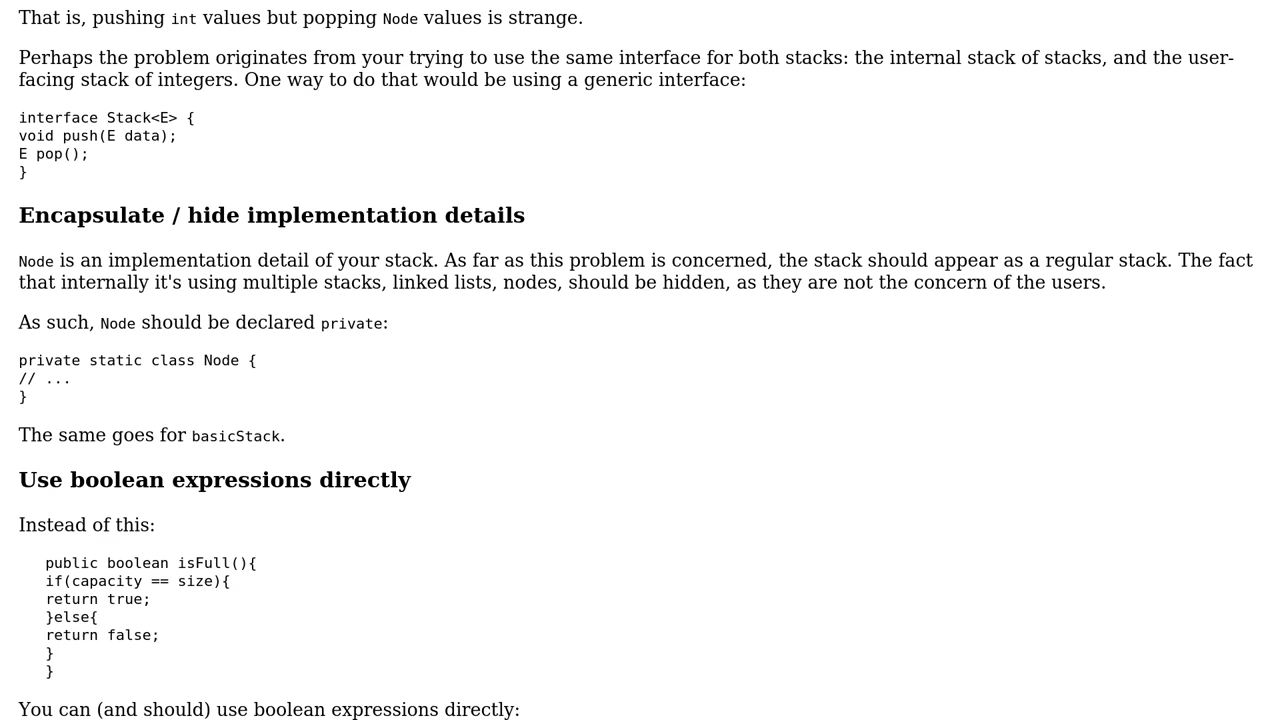 That is, pushing int values but popping Node values is strange.
Perhaps the problem originates from your trying to use the same interface for both stacks: the internal stack of stacks, and the user-
facing stack of integers. One way to do that would be using a generic interface:
interface Stack<E> {
void push(E data);
E pop();
}
Encapsulate / hide implementation details
Node is an implementation detail of your stack. As far as this problem is concerned, the stack should appear as a regular stack. The fact
that internally it's using multiple stacks, linked lists, nodes, should be hidden, as they are not the concern of the users.
As such, Node should be declared private:
private static class Node {
// ...
}
The same goes for basicStack.
Use boolean expressions directly
Instead of this:
public boolean isFull(){
if(capacity == size){
return true;
}else{
return false;
}
}
You can (and should) use boolean expressions directly: